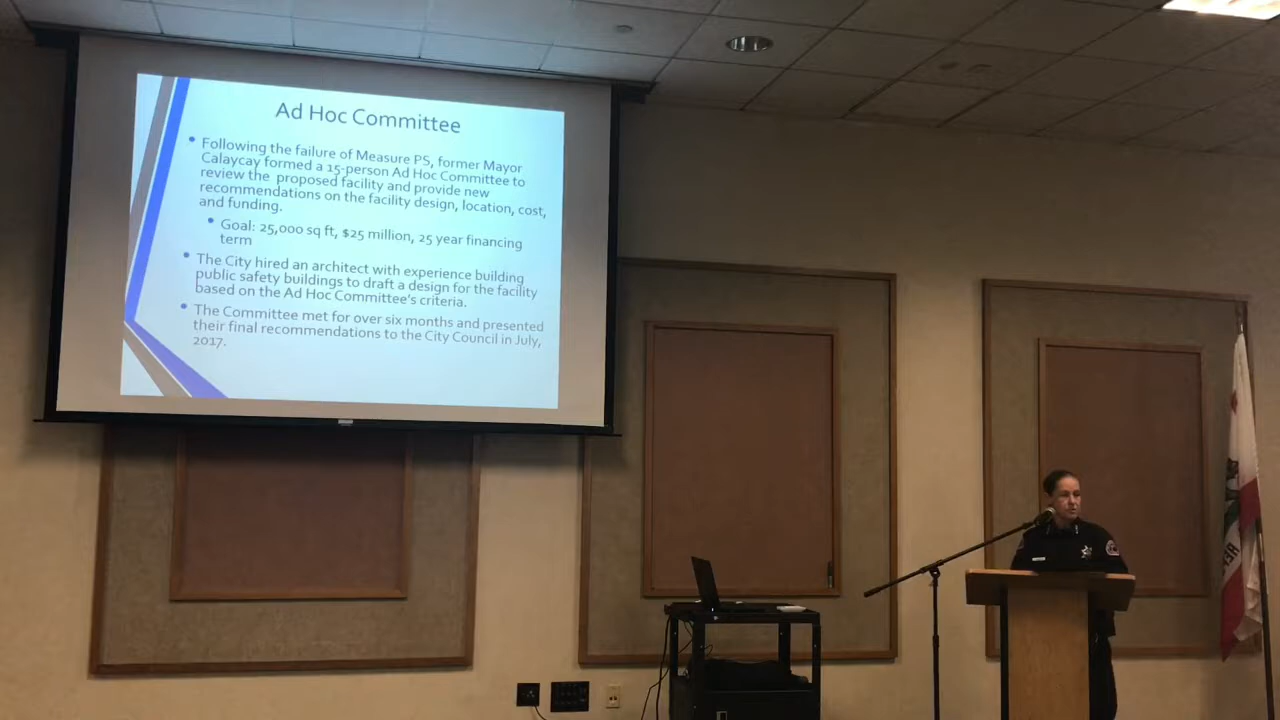 Ad Hoc Committee
• Following the failure of Measure PS, former Mayor
Calaycay formed a 15-person Ad Hoc Committee to
review the proposed facility and provide new
recommendations on the facility design, location, cost,
and funding.
• Goal: 25,000 sq ft, $25 million, 25 year financing
term
• The City hired an architect with experience building
public safety buildings to draft a design for the facility
based on the Ad Hoc Committee's criteria.
• The Committee met for over six months and presented
their final recommendations to the City Council in July,
2017.